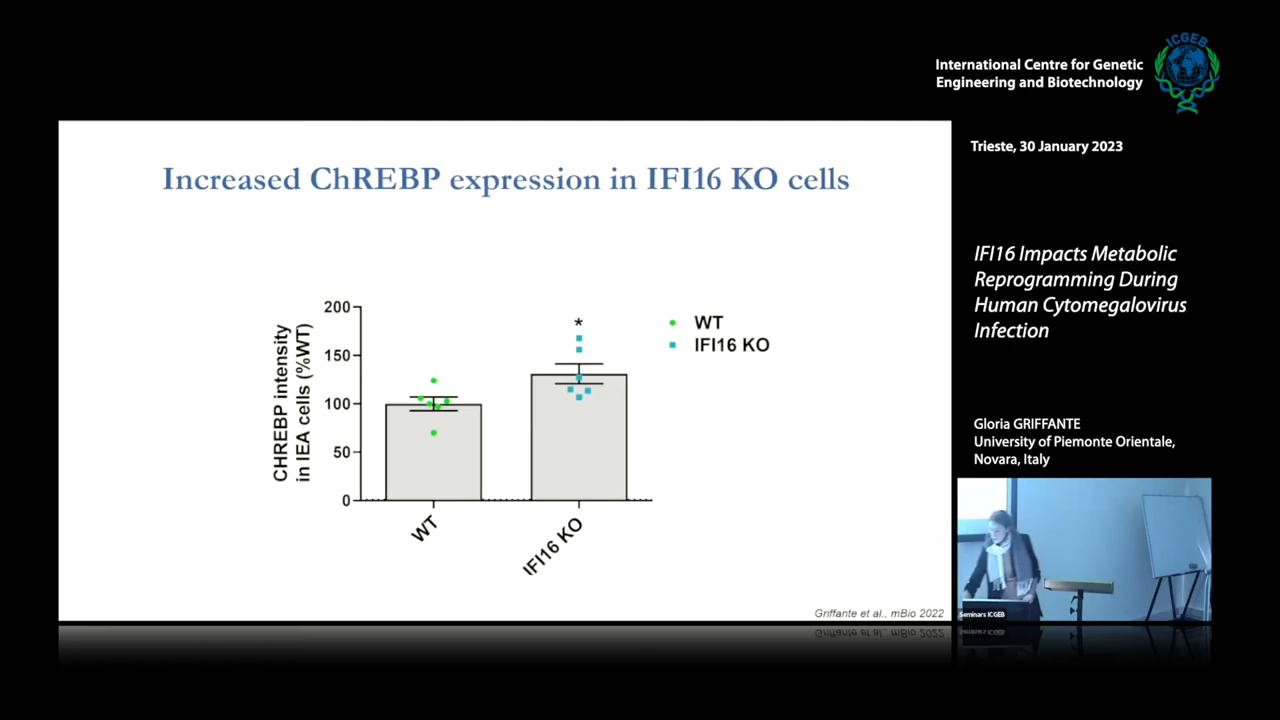 International Centre for Genetic
Engineering and Biotechnology
ICGEB
Trieste, 30 January 2023
Increased ChREBP expression in IFI16 KO cells
IFI16 Impacts Metabolic
Reprogramming During
Human Cytomegalovirus
Infection
CHREBP intensity
in IEA cells (%WT)
200
150
100
50
0
*
WT
IFI16 KO
WT
IFI16 KO
Gloria GRIFFANTE
University of Piemonte Orientale,
Novara, Italy
Seminars ICGEB
Griffante et al., mBio 2022